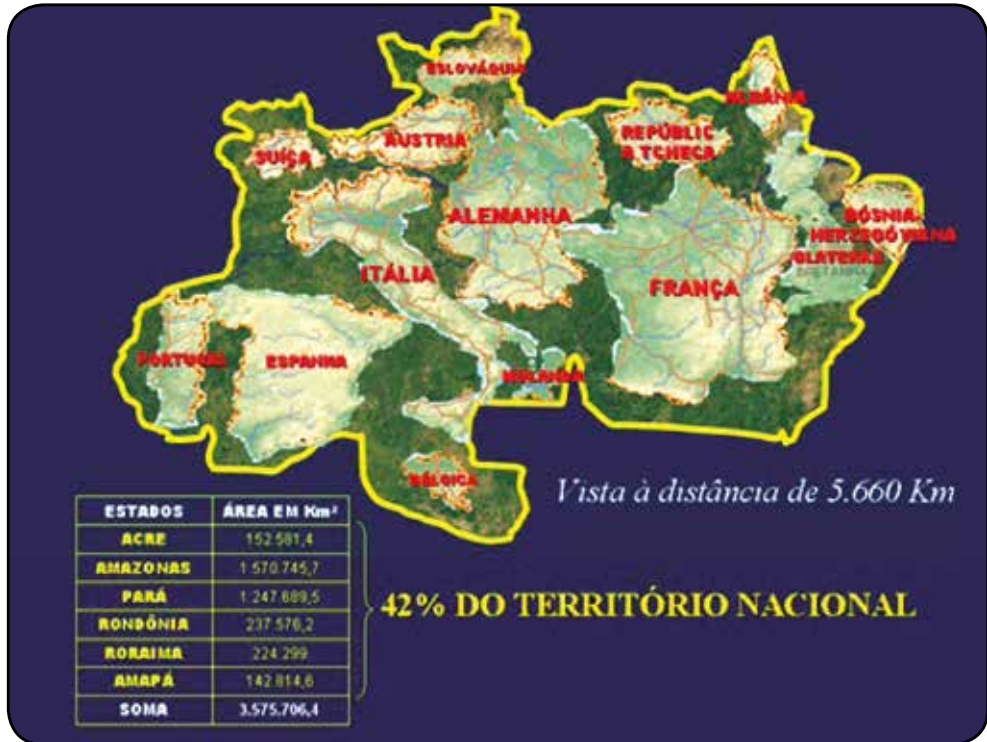 ESLOVÁQUIA
ALBÂNIA
ÁUSTRIA
REPÚBLIC
A TCHECA
SUÍÇA
ALEMANHA
BÓSNIA-
HERZEGÓVIANA
ITÁLIA
FRANÇA
PORTUGAL
ESPANHA
BÉLGICA
Vista à distância de 5.660 Km
ESTADOS ÁREA EM Km²
ACRE 152.581,4
AMAZONAS 1.570.745,7
PARÁ 1.247.689,5
RONDÔNIA 237.576,2
RORAIMA 224.299
AMAPÁ 142.814,6
SOMA 3.575.706,4
42% DO TERRITÓRIO NACIONAL